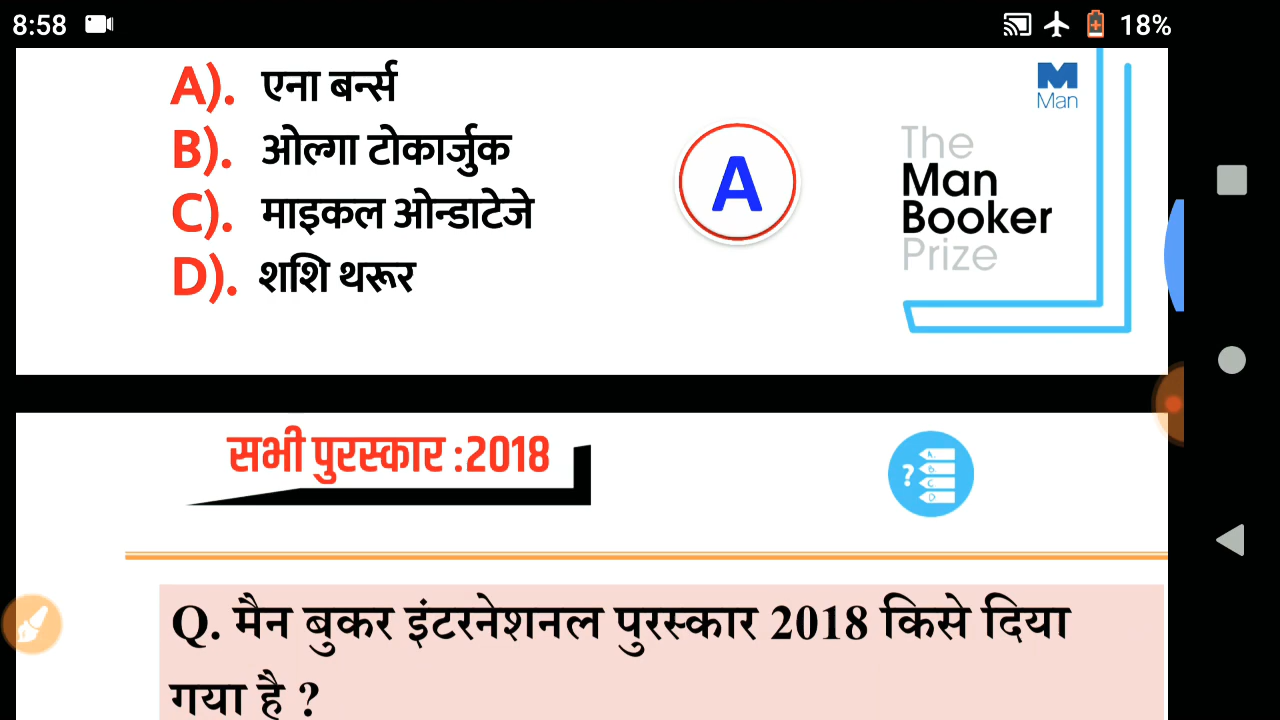 8:58 18%
A). एना बर्न्स
B). ओल्गा टोकार्जुक
C). माइकल ओन्डाटेजे
D). शशि थरूर
A
M
Man
The
Man
Booker
Prize
सभी पुरस्कार :2018
?
A
B
C
D
Q. मैन बुकर इंटरनेशनल पुरस्कार 2018 किसे दिया
गया है ?